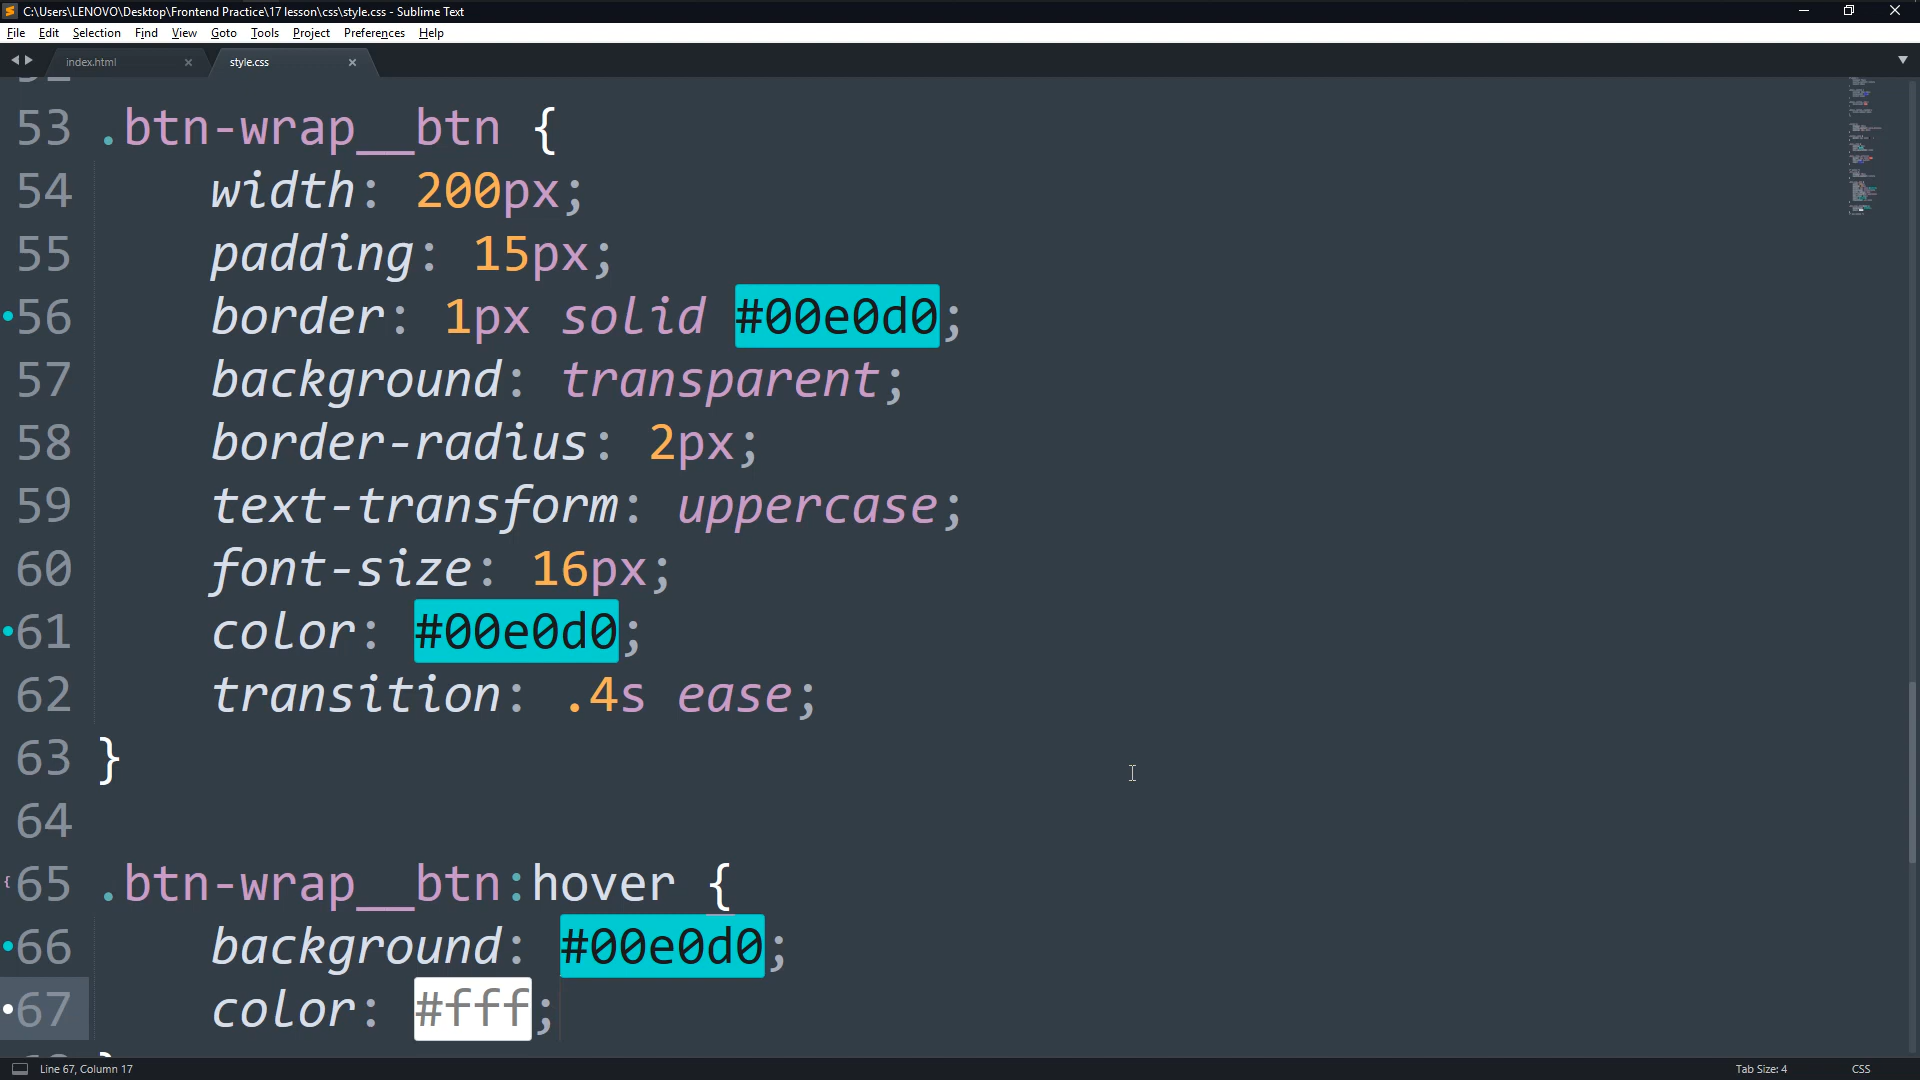 C:\Users\LENOVO\Desktop\Frontend Practice\17 lesson\css\style.css - Sublime Text
File Edit Selection Find View Goto Tools Project Preferences Help
index.html style.css
53 .btn-wrap__btn {
54 width: 200px;
55 padding: 15px;
56 border: 1px solid #00e0d0;
57 background: transparent;
58 border-radius: 2px;
59 text-transform: uppercase;
60 font-size: 16px;
61 color: #00e0d0;
62 transition: .4s ease;
63 }
64
65 .btn-wrap__btn:hover {
66 background: #00e0d0;
67 color: #fff;
Line 67, Column 17 Tab Size: 4 CSS